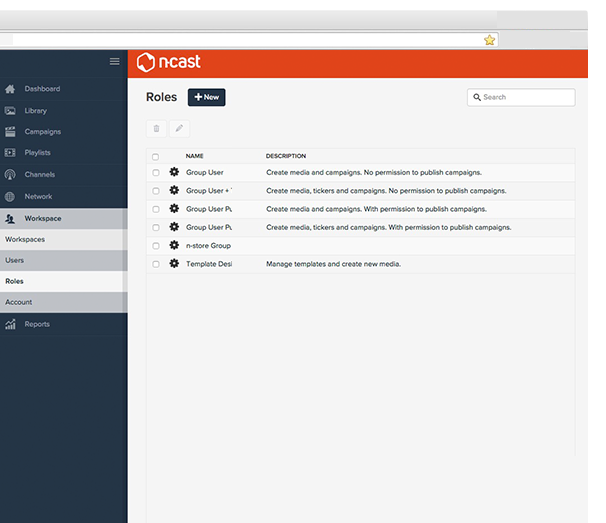 n-cast
Dashboard
Library
Campaigns
Playlists
Channels
Network
Workspace
Workspaces
Users
Roles
Account
Reports
Roles
+ New
Search
NAME DESCRIPTION
Group User Create media and campaigns. No permission to publish campaigns.
Group User + Create media, tickers and campaigns. No permission to publish campaigns.
Group User Pu Create media and campaigns. With permission to publish campaigns.
Group User Pu Create media, tickers and campaigns. With permission to publish campaigns.
n-store Group
Template Desi Manage templates and create new media.